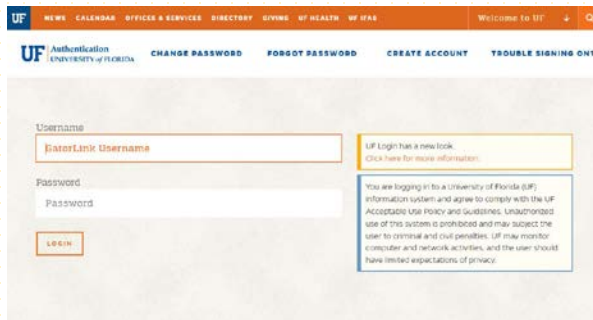 UF NEWS CALENDAR OFFICES & SERVICES DIRECTORY GIVING UF HEALTH UF IFAS Welcome to UF
UF Authentication
UNIVERSITY of FLORIDA
CHANGE PASSWORD FORGOT PASSWORD CREATE ACCOUNT TROUBLE SIGNING ON?
Username
GatorLink Username
Password
Password
LOGIN
UF Login has a new look.
Click here for more information.
You are logging in to a University of Florida (UF)
information system and agree to comply with the UF
Acceptable Use Policy and Guidelines. Unauthorized
use of this system is prohibited and may subject the
user to criminal and civil penalties. UF may monitor
computer and network activities, and the user should
have limited expectations of privacy.